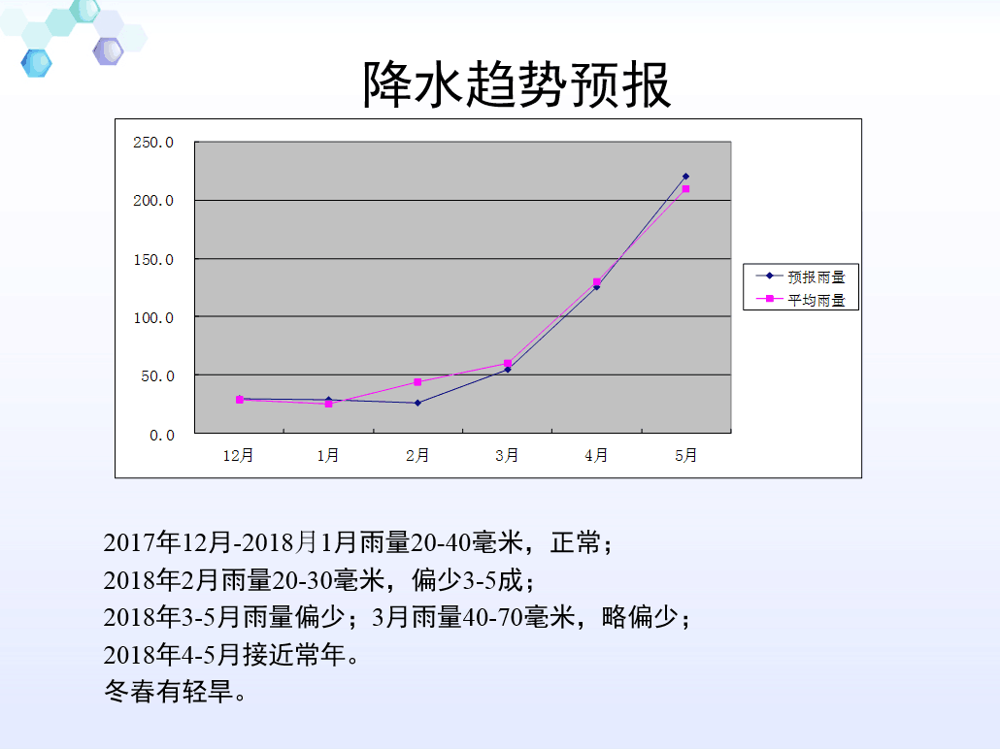 降水趋势预报
250.0
200.0
150.0
100.0
50.0
0.0
12月 1月 2月 3月 4月 5月
预报雨量
平均雨量
2017年12月-2018月1月雨量20-40毫米，正常；
2018年2月雨量20-30毫米，偏少3-5成；
2018年3-5月雨量偏少；3月雨量40-70毫米，略偏少；
2018年4-5月接近常年。
冬春有轻旱。